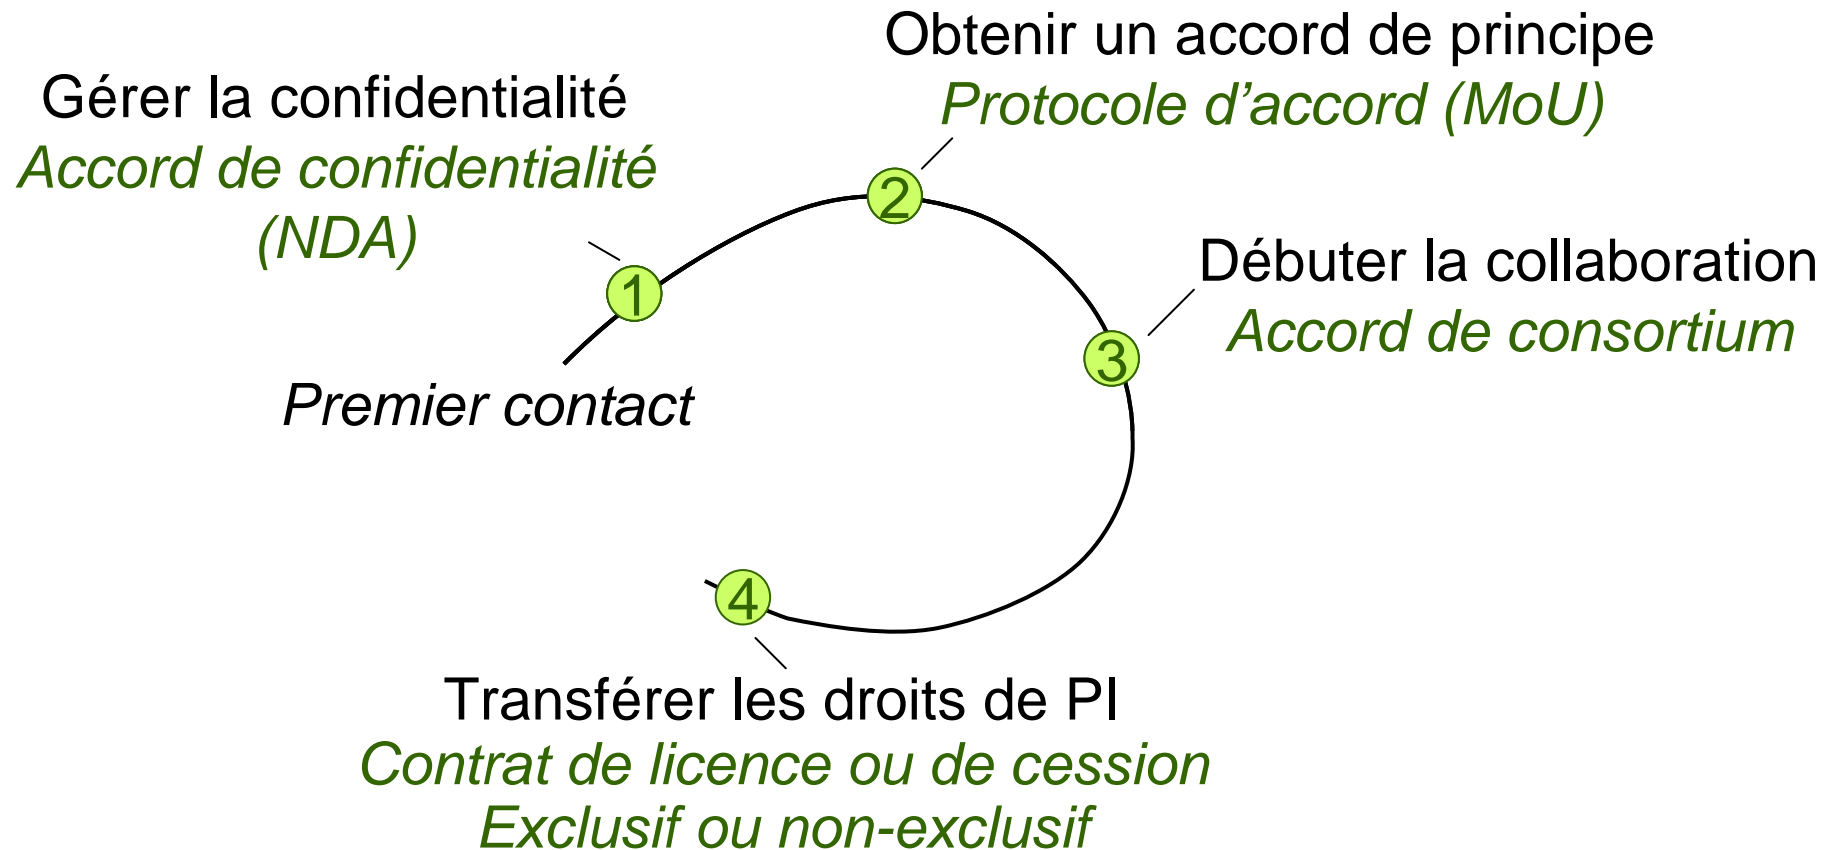 Gérer la confidentialité
Accord de confidentialité
(NDA)
1
Premier contact
Obtenir un accord de principe
Protocole d’accord (MoU)
2
Débuter la collaboration
Accord de consortium
3
4
Transférer les droits de PI
Contrat de licence ou de cession
Exclusif ou non-exclusif